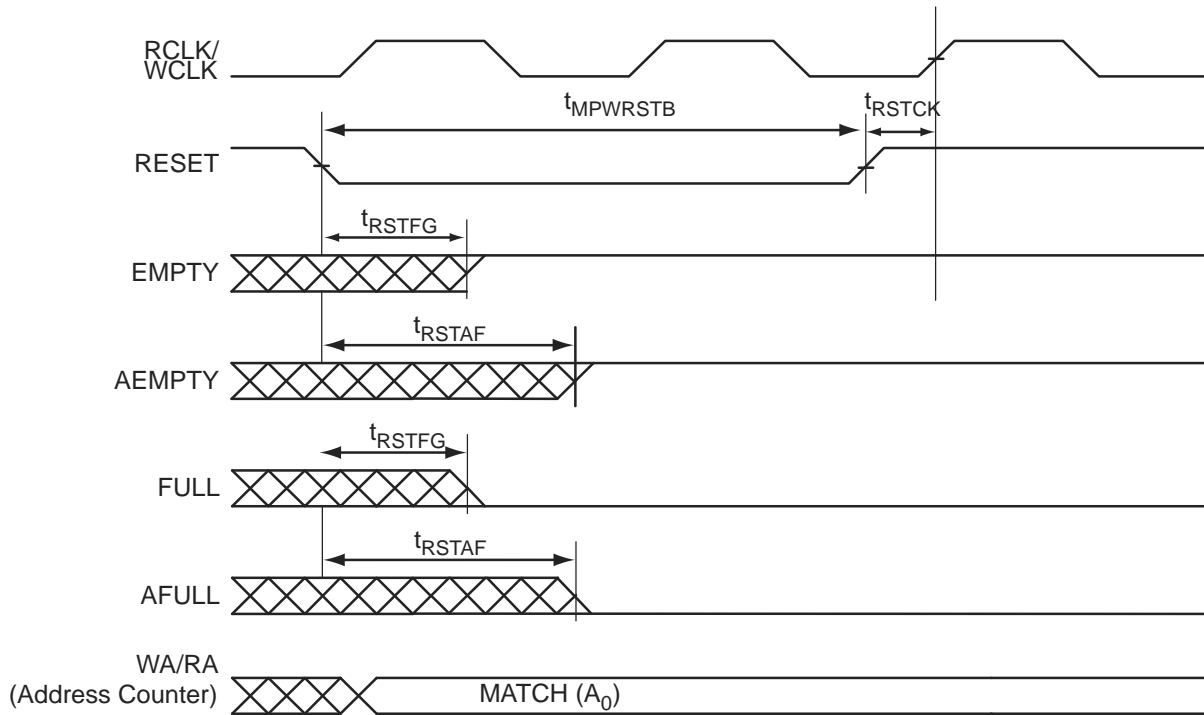 RCLK/
WCLK
tMPWRSTB
tRSTCK
RESET
tRSTFG
EMPTY
tRSTAF
AEMPTY
tRSTFG
FULL
tRSTAF
AFULL
WA/RA
(Address Counter)
MATCH (A0)